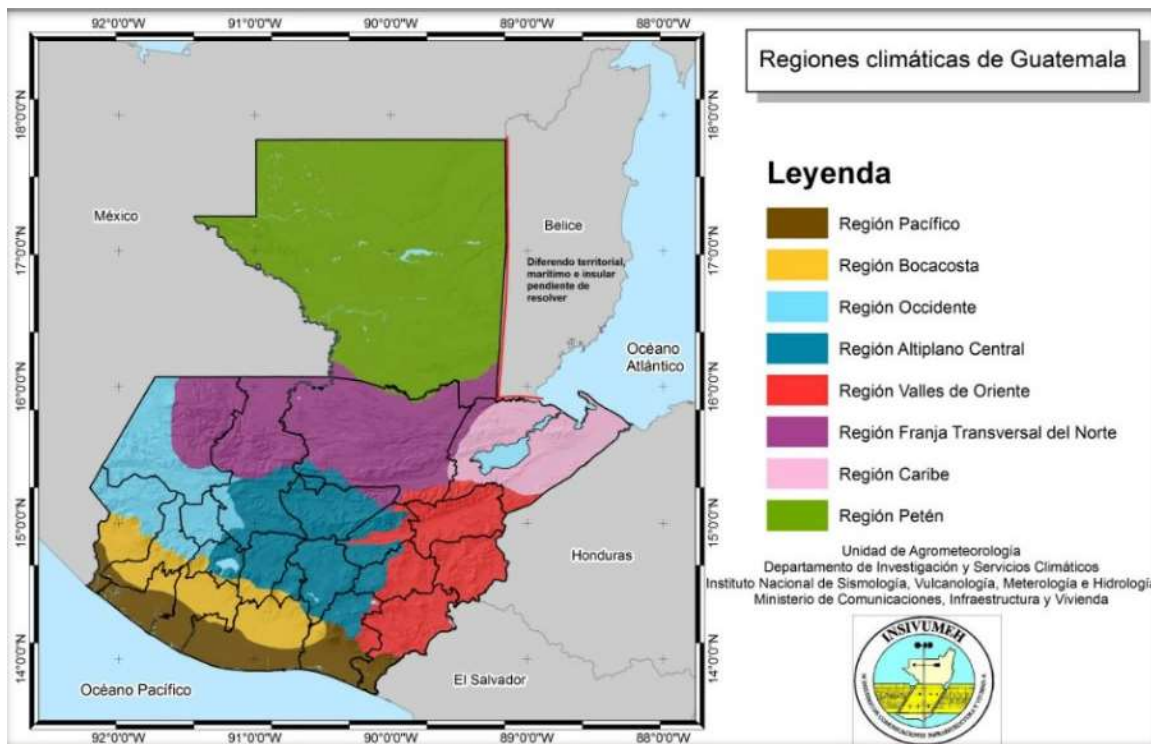 92°0'0"W 91°0'0"W 90°0'0"W 89°0'0"W 88°0'0"W
18°0'0"N
17°0'0"N
16°0'0"N
15°0'0"N
14°0'0"N
México
Belice
Diferendo territorial,
marítimo e insular
pendiente de
resolver
Océano
Atlántico
Honduras
El Salvador
Océano Pacífico
18°0'0"N
17°0'0"N
16°0'0"N
15°0'0"N
14°0'0"N
92°0'0"W 91°0'0"W 90°0'0"W 89°0'0"W 88°0'0"W
Regiones climáticas de Guatemala
Leyenda
Región Pacífico
Región Bocacosta
Región Occidente
Región Altiplano Central
Región Valles de Oriente
Región Franja Transversal del Norte
Región Caribe
Región Petén
Unidad de Agrometeorología
Departamento de Investigación y Servicios Climáticos
Instituto Nacional de Sismología, Vulcanología, Meterología e Hidrología
Ministerio de Comunicaciones, Infraestructura y Vivienda
INSIVUMEH